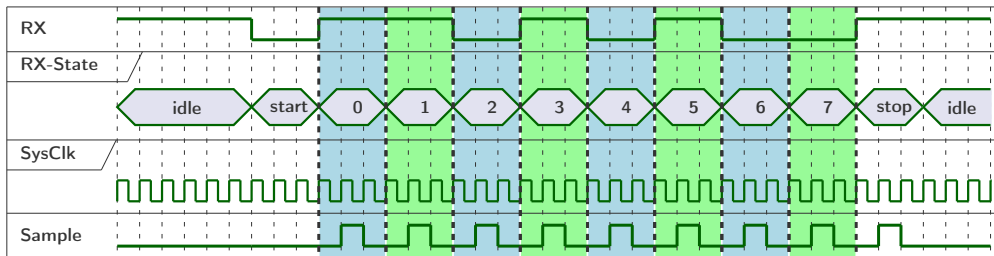 RX
RX-State
idle start 0 1 2 3 4 5 6 7 stop idle
SysClk
Sample